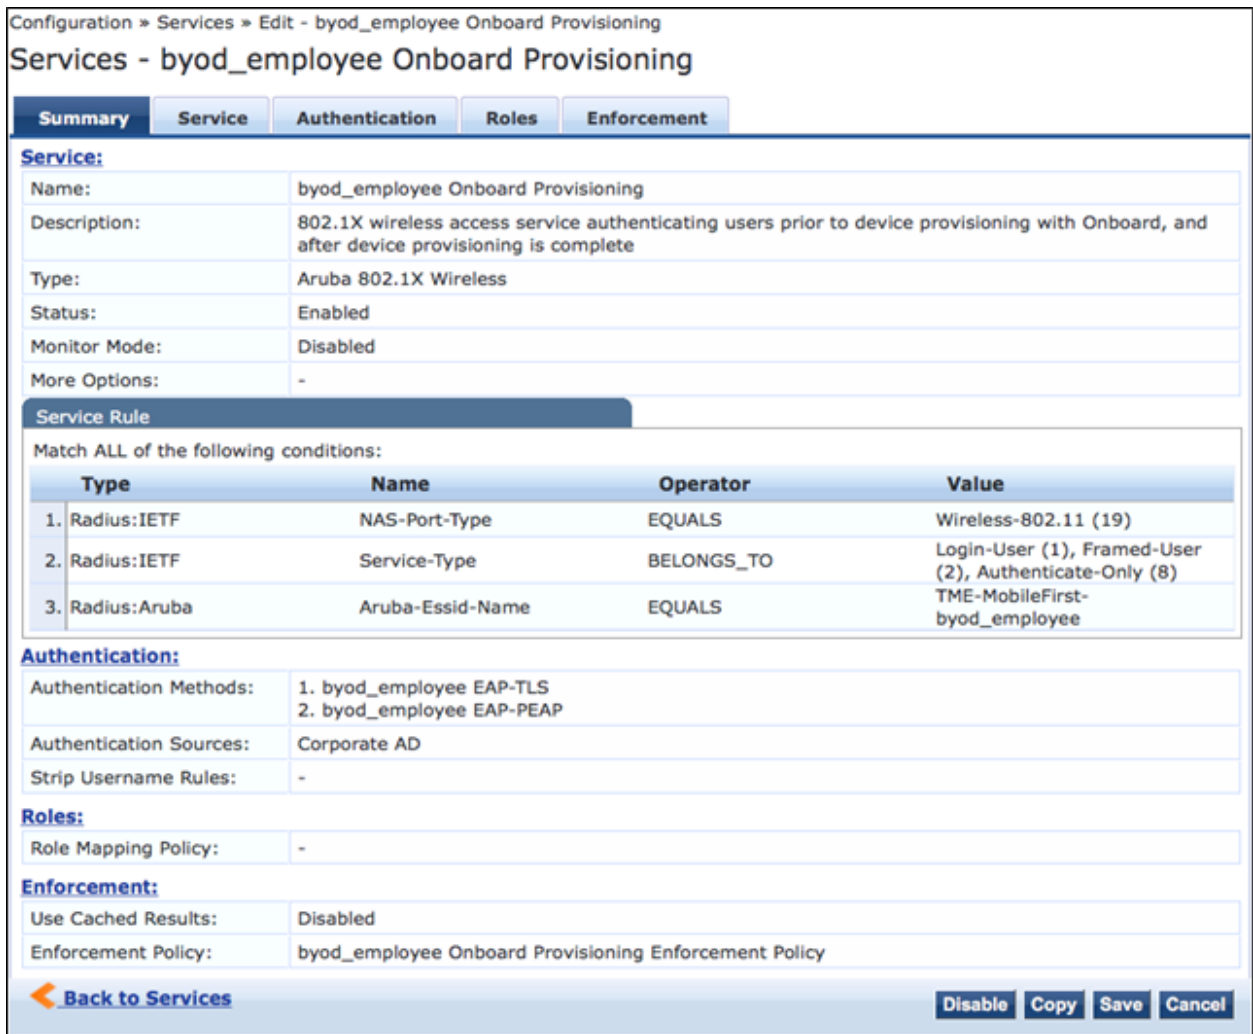 Configuration » Services » Edit - byod_employee Onboard Provisioning
Services - byod_employee Onboard Provisioning
Summary Service Authentication Roles Enforcement
Service:
Name: byod_employee Onboard Provisioning
Description: 802.1X wireless access service authenticating users prior to device provisioning with Onboard, and
after device provisioning is complete
Type: Aruba 802.1X Wireless
Status: Enabled
Monitor Mode: Disabled
More Options: -
Service Rule
Match ALL of the following conditions:
Type Name Operator Value
1. Radius:IETF NAS-Port-Type EQUALS Wireless-802.11 (19)
2. Radius:IETF Service-Type BELONGS_TO Login-User (1), Framed-User
(2), Authenticate-Only (8)
3. Radius:Aruba Aruba-Essid-Name EQUALS TME-MobileFirst-
byod_employee
Authentication:
Authentication Methods: 1. byod_employee EAP-TLS
2. byod_employee EAP-PEAP
Authentication Sources: Corporate AD
Strip Username Rules: -
Roles:
Role Mapping Policy: -
Enforcement:
Use Cached Results: Disabled
Enforcement Policy: byod_employee Onboard Provisioning Enforcement Policy
Back to Services Disable Copy Save Cancel